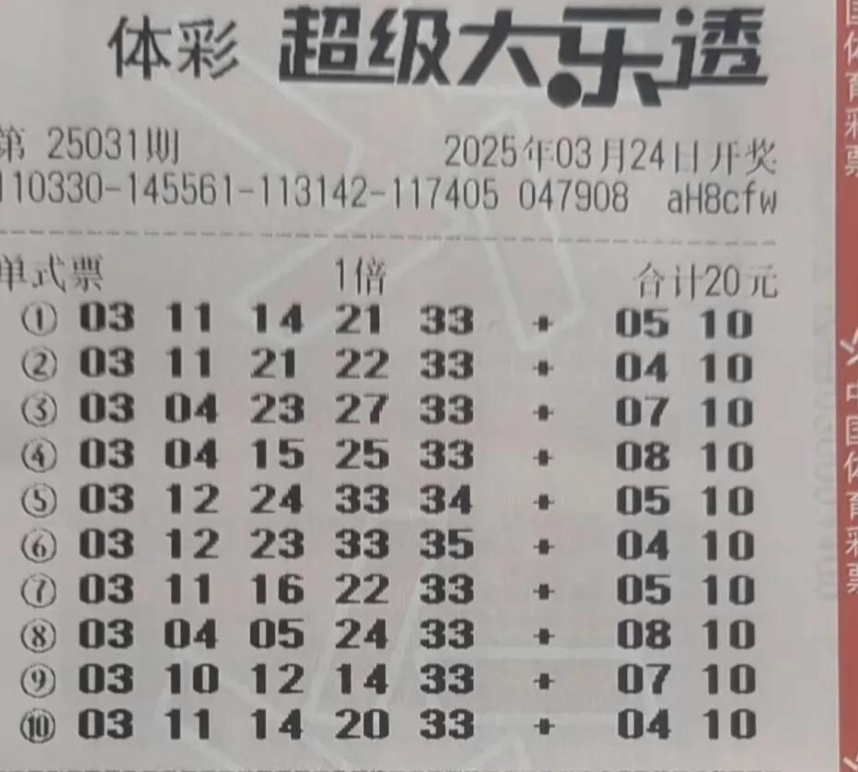 体彩 超级大乐透
第 25031期 2025年03月24日开奖
110330-145561-113142-117405 047908 aH8cfw
单式票 1倍 合计20元
① 03 11 14 21 33 + 05 10
② 03 11 21 22 33 + 04 10
③ 03 04 23 27 33 + 07 10
④ 03 04 15 25 33 + 08 10
⑤ 03 12 24 33 34 + 05 10
⑥ 03 12 23 33 35 + 04 10
⑦ 03 11 16 22 33 + 05 10
⑧ 03 04 05 24 33 + 08 10
⑨ 03 10 12 14 33 + 07 10
⑩ 03 11 14 20 33 + 04 10
国体育彩票
中国体育彩票